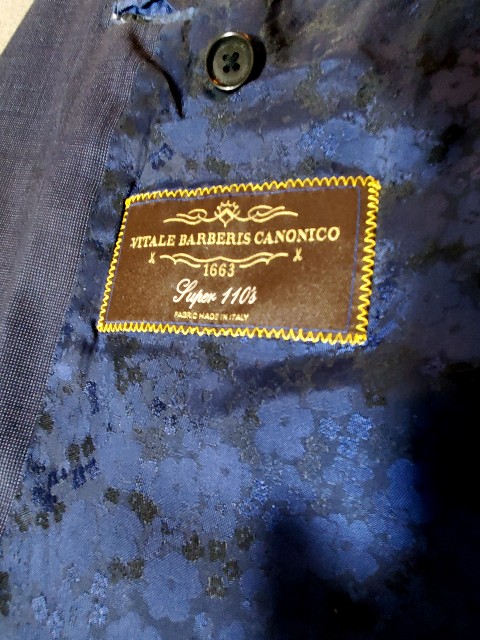 VITALE BARBERIS CANONICO
1663
Super 110's
FABRIC MADE IN ITALY